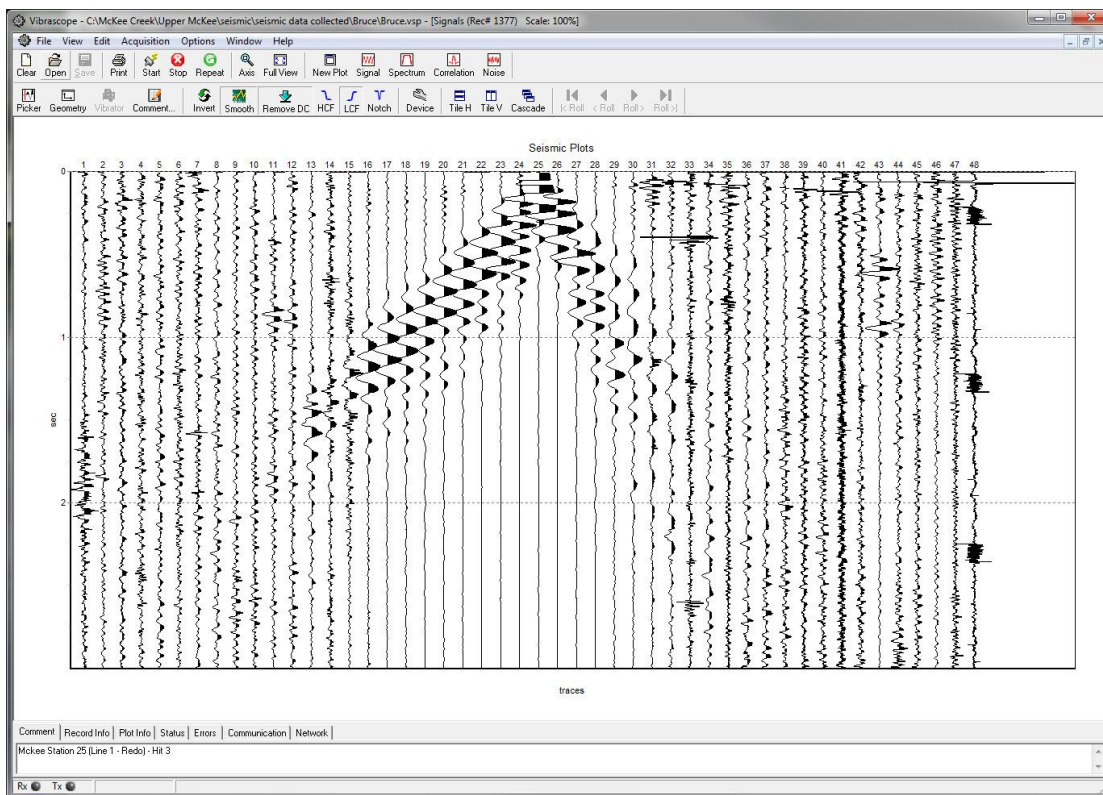 Vibrascope - C:\McKee Creek\Upper McKee\seismic\seismic data collected\Bruce\Bruce.vsp - [Signals (Rec# 1377) Scale: 100%]
File View Edit Acquisition Options Window Help
Clear Open Save Print Start Stop Repeat Axis Full View New Plot Signal Spectrum Correlation Noise
Picker Geometry Vibrator Comment... Invert Smooth Remove DC HCF LCF Notch Device Tile H Tile V Cascade |< Roll < Roll Roll > Roll >|
Seismic Plots
1 2 3 4 5 6 7 8 9 10 11 12 13 14 15 16 17 18 19 20 21 22 23 24 25 26 27 28 29 30 31 32 33 34 35 36 37 38 39 40 41 42 43 44 45 46 47 48
0
1
sec
2
traces
Comment Record Info Plot Info Status Errors Communication Network
Mckee Station 25 (Line 1 - Redo) - Hit 3
Rx Tx